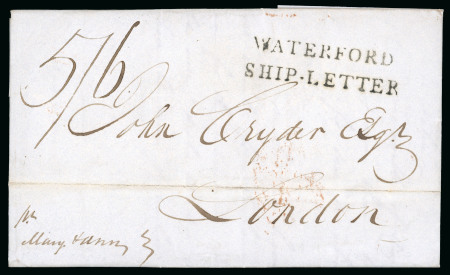 WATERFORD
SHIP-LETTER
5/6
John Cryder Esqr
London
pr
Mary & ann